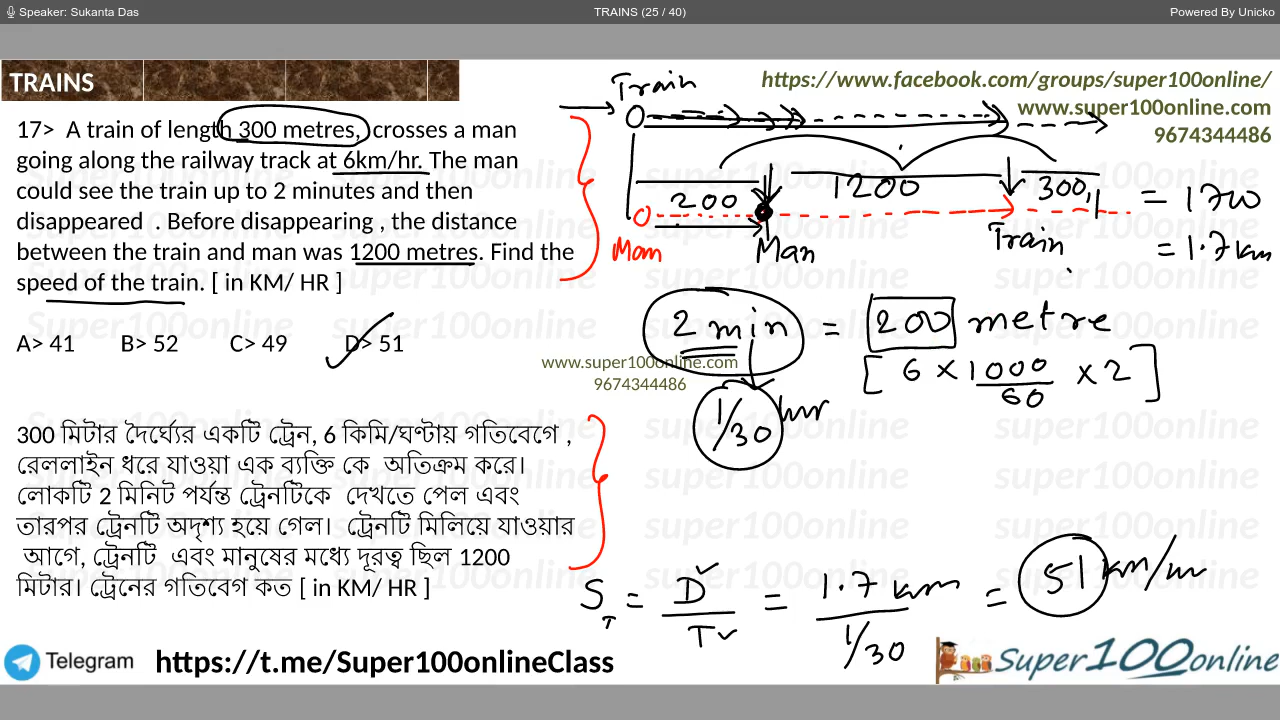 Speaker: Sukanta Das
TRAINS (25 / 40)
Powered By Unicko
TRAINS
https://www.facebook.com/groups/super100online/
www.super100online.com
9674344486
17> A train of length 300 metres, crosses a man
going along the railway track at 6km/hr. The man
could see the train up to 2 minutes and then
disappeared . Before disappearing , the distance
between the train and man was 1200 metres. Find the
speed of the train. [ in KM/ HR ]
A> 41 B> 52 C> 49 D> 51
www.super100online.com
9674344486
300 মিটার দৈর্ঘ্যের একটি ট্রেন, 6 কিমি/ঘণ্টায় গতিবেগে ,
রেললাইন ধরে যাওয়া এক ব্যক্তি কে অতিক্রম করে।
লোকটি 2 মিনিট পর্যন্ত ট্রেনটিকে দেখতে পেল এবং
তারপর ট্রেনটি অদৃশ্য হয়ে গেল। ট্রেনটি মিলিয়ে যাওয়ার
আগে, ট্রেনটি এবং মানুষের মধ্যে দূরত্ব ছিল 1200
মিটার। ট্রেনের গতিবেগ কত [ in KM/ HR ]
Train
200 1200 300 = 1700
Man Man Train = 1.7 km
2 min = 200 metre
[ 6 × 1000/60 × 2 ]
1/30 hr
S_T = D/T = 1.7 km / 1/30 = 51 km/hr
Telegram https://t.me/Super100onlineClass
Super100online